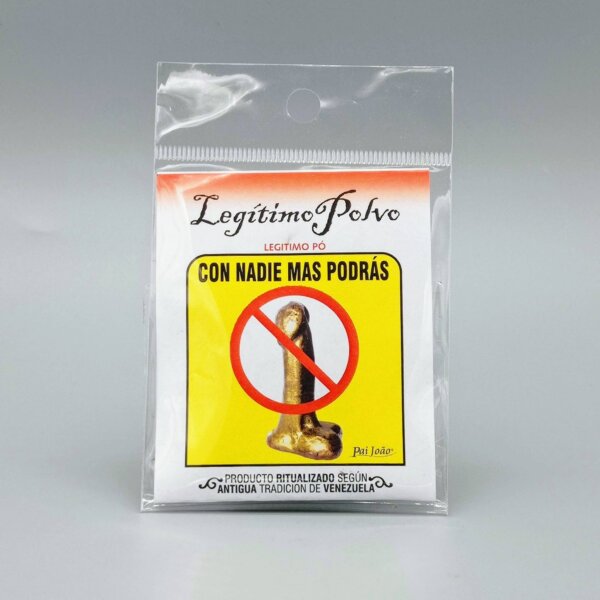 Legítimo Polvo
LEGITIMO PÓ
CON NADIE MAS PODRÁS
Pai João
PRODUCTO RITUALIZADO SEGÚN
ANTIGUA TRADICION DE VENEZUELA